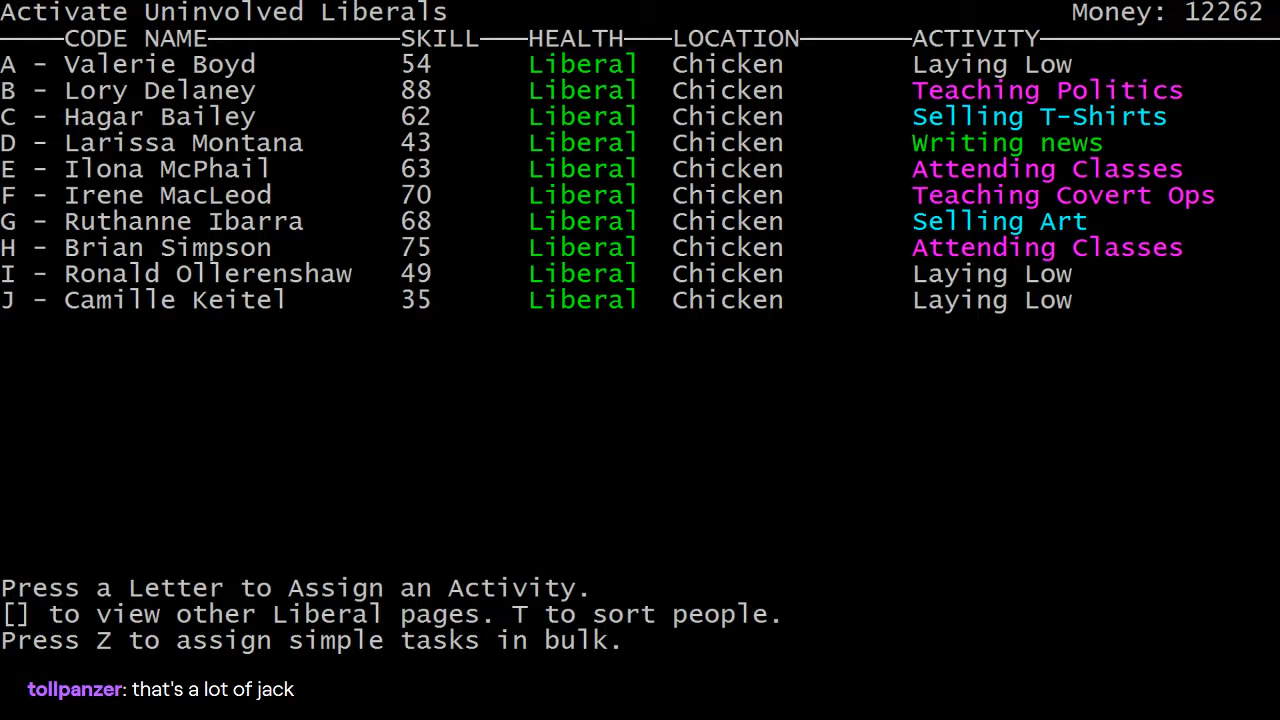 Activate Uninvolved Liberals Money: 12262
CODE NAME SKILL HEALTH LOCATION ACTIVITY
A - Valerie Boyd 54 Liberal Chicken Laying Low
B - Lory Delaney 88 Liberal Chicken Teaching Politics
C - Hagar Bailey 62 Liberal Chicken Selling T-Shirts
D - Larissa Montana 43 Liberal Chicken Writing news
E - Ilona McPhail 63 Liberal Chicken Attending Classes
F - Irene MacLeod 70 Liberal Chicken Teaching Covert Ops
G - Ruthanne Ibarra 68 Liberal Chicken Selling Art
H - Brian Simpson 75 Liberal Chicken Attending Classes
I - Ronald Ollerenshaw 49 Liberal Chicken Laying Low
J - Camille Keitel 35 Liberal Chicken Laying Low
Press a Letter to Assign an Activity.
[] to view other Liberal pages. T to sort people.
Press Z to assign simple tasks in bulk.
tollpanzer: that's a lot of jack